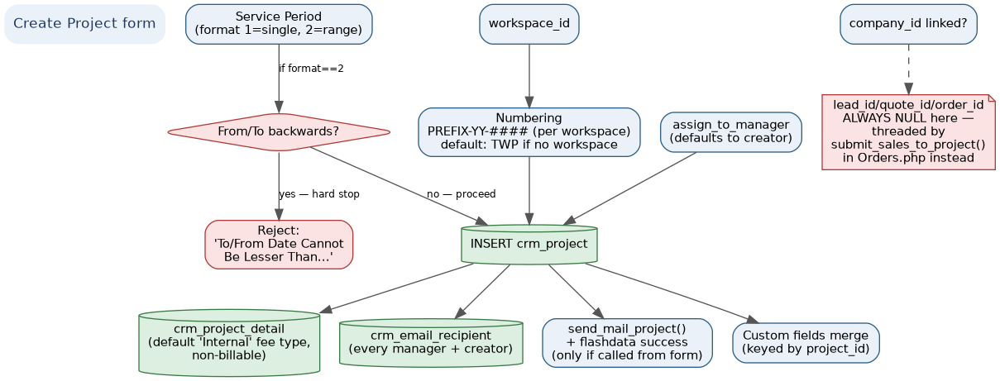 Create Project form
Service Period
(format 1=single, 2=range)
workspace_id
company_id linked?
if format==2
From/To backwards?
Numbering
PREFIX-YY-#### (per workspace)
default: TWP if no workspace
assign_to_manager
(defaults to creator)
lead_id/quote_id/order_id
ALWAYS NULL here —
threaded by
submit_sales_to_project()
in Orders.php instead
yes — hard stop
no — proceed
Reject:
'To/From Date Cannot
Be Lesser Than...'
INSERT crm_project
crm_project_detail
(default 'Internal' fee type,
non-billable)
crm_email_recipient
(every manager + creator)
send_mail_project()
+ flashdata success
(only if called from form)
Custom fields merge
(keyed by project_id)